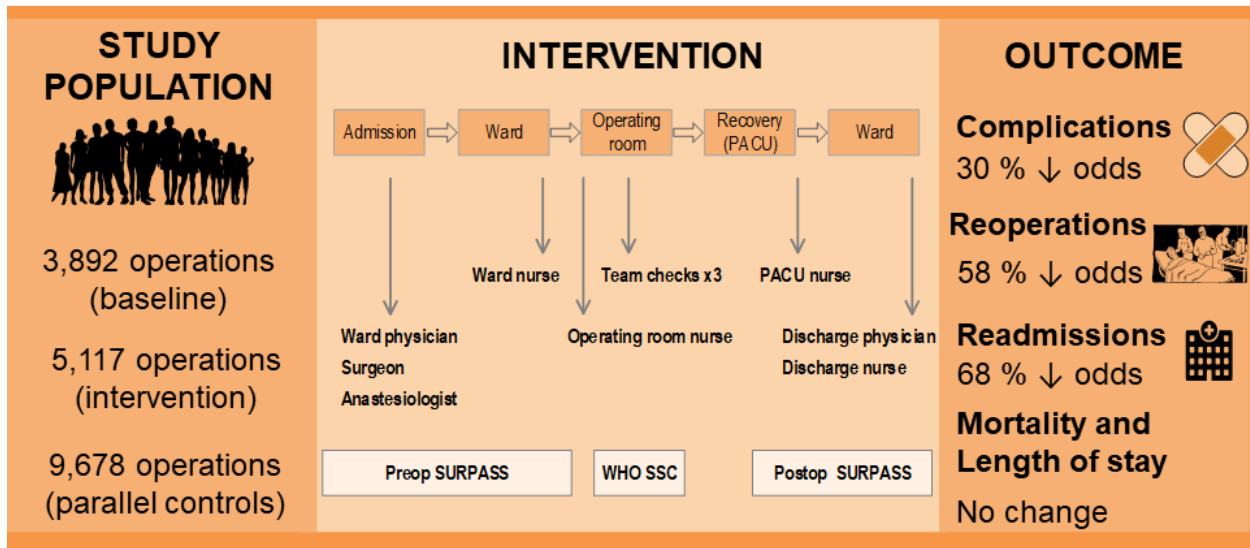 STUDY
POPULATION
3,892 operations
(baseline)
5,117 operations
(intervention)
9,678 operations
(parallel controls)
INTERVENTION
Admission
Ward
Operating
room
Recovery
(PACU)
Ward
Ward nurse
Team checks x3
PACU nurse
Ward physician
Surgeon
Anastesiologist
Operating room nurse
Discharge physician
Discharge nurse
Preop SURPASS
WHO SSC
Postop SURPASS
OUTCOME
Complications
30 % ↓ odds
Reoperations
58 % ↓ odds
Readmissions
68 % ↓ odds
Mortality and
Length of stay
No change